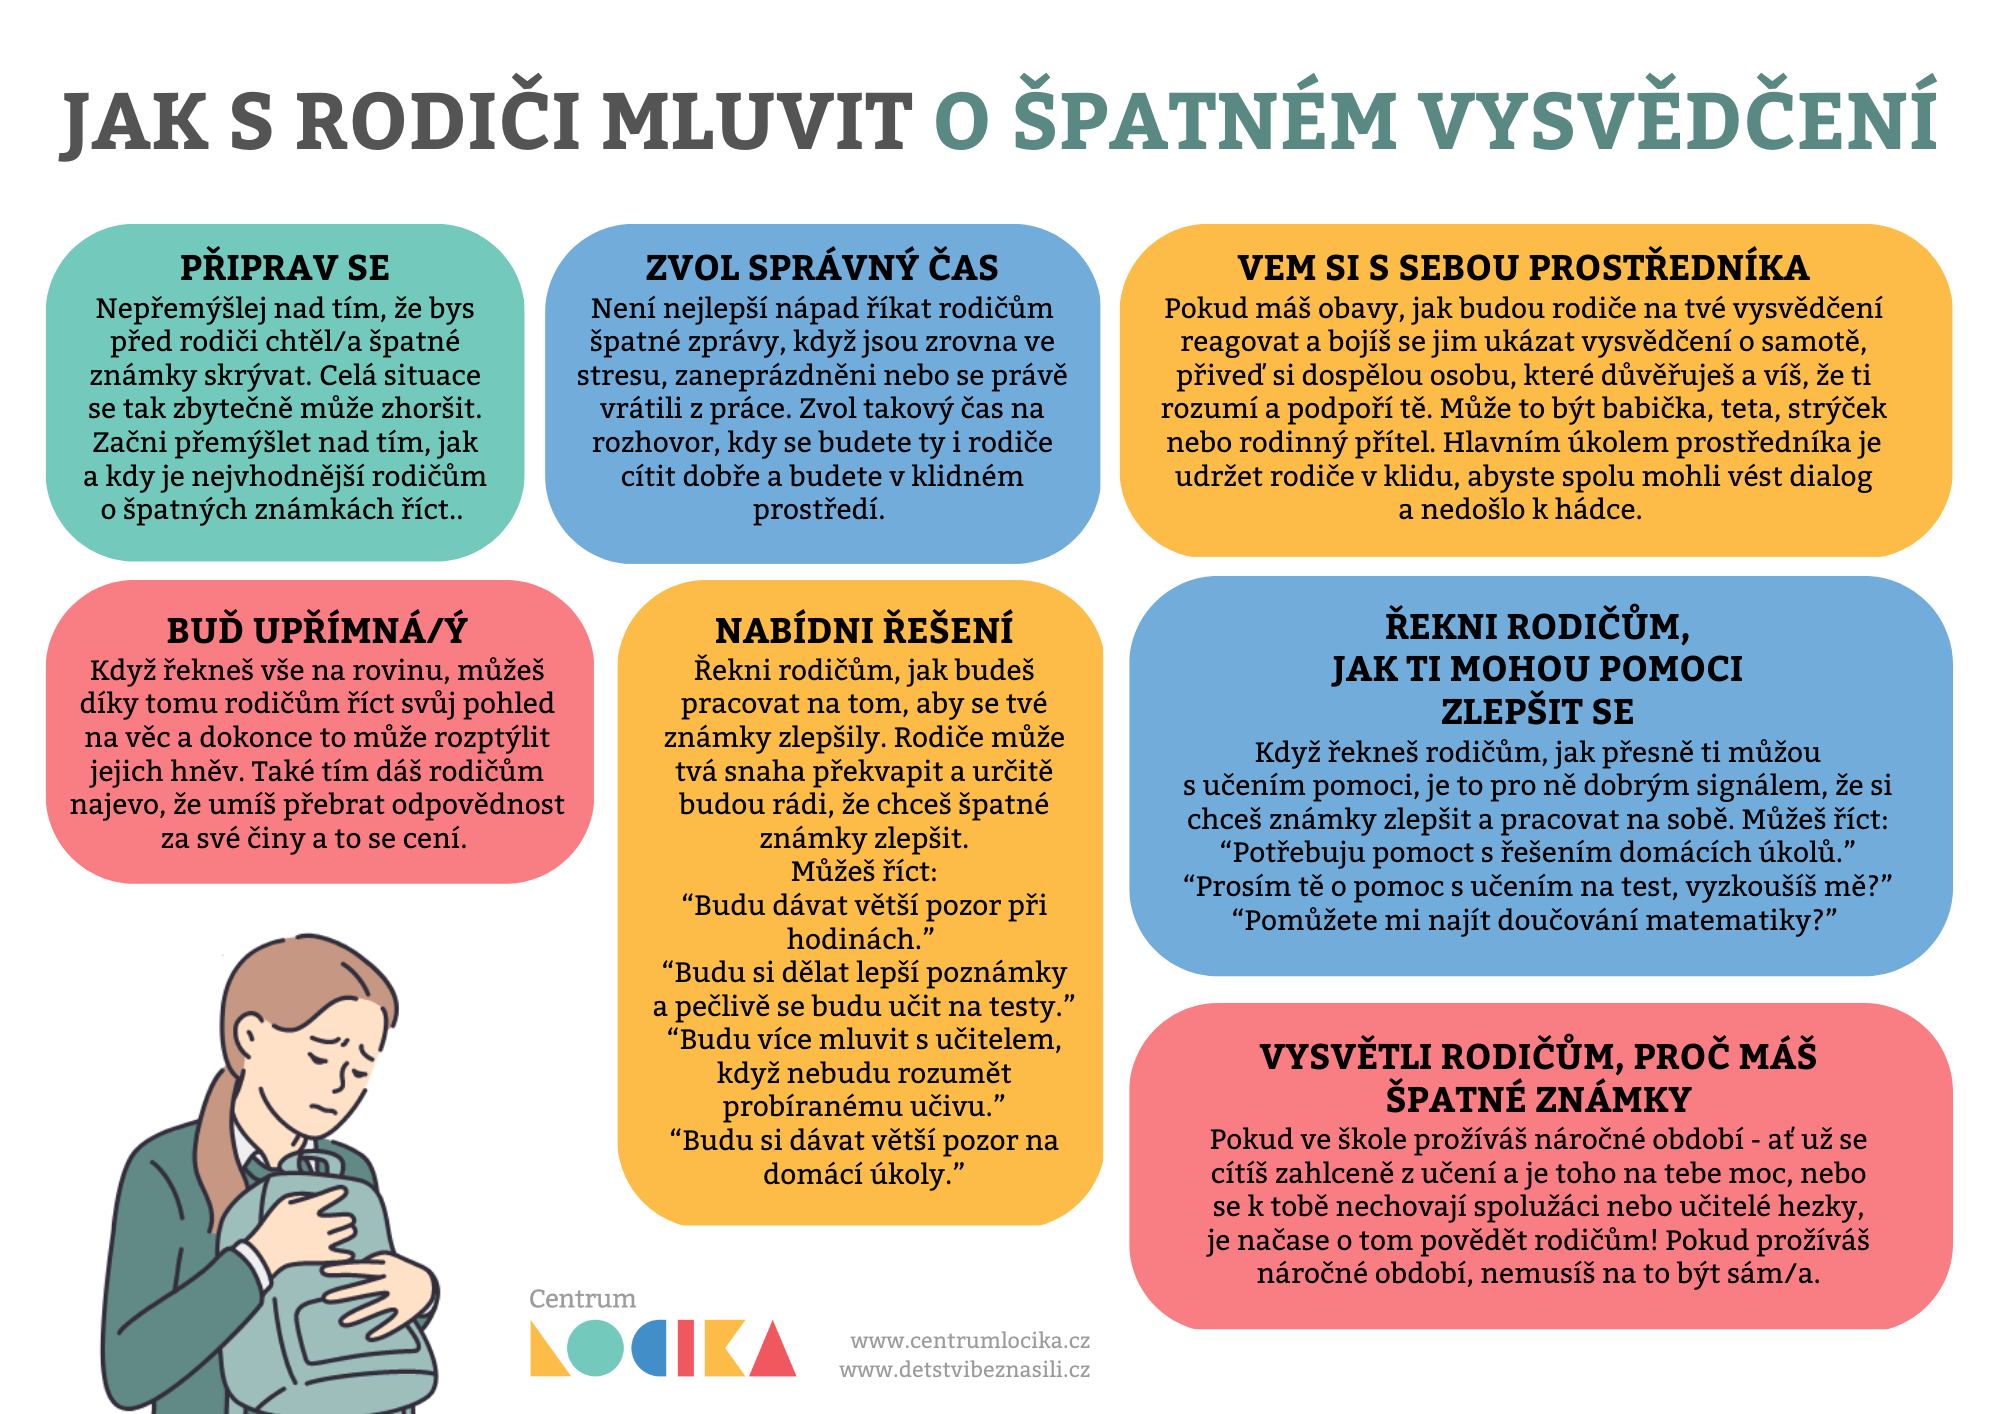 JAK S RODIČI MLUVIT O ŠPATNÉM VYSVĚDČENÍ
PŘIPRAV SE
Nepřemýšlej nad tím, že bys
před rodiči chtěl/a špatné
známky skrývat. Celá situace
se tak zbytečně může zhoršit.
Začni přemýšlet nad tím, jak
a kdy je nejvhodnější rodičům
o špatných známkách říct..
ZVOL SPRÁVNÝ ČAS
Není nejlepší nápad říkat rodičům
špatné zprávy, když jsou zrovna ve
stresu, zaneprázdněni nebo se právě
vrátili z práce. Zvol takový čas na
rozhovor, kdy se budete ty i rodiče
cítit dobře a budete v klidném
prostředí.
VEM SI S SEBOU PROSTŘEDNÍKA
Pokud máš obavy, jak budou rodiče na tvé vysvědčení
reagovat a bojíš se jim ukázat vysvědčení o samotě,
přiveď si dospělou osobu, které důvěřuješ a víš, že ti
rozumí a podpoří tě. Může to být babička, teta, strýček
nebo rodinný přítel. Hlavním úkolem prostředníka je
udržet rodiče v klidu, abyste spolu mohli vést dialog
a nedošlo k hádce.
BUĎ UPŘÍMNÁ/Ý
Když řekneš vše na rovinu, můžeš
díky tomu rodičům říct svůj pohled
na věc a dokonce to může rozptýlit
jejich hněv. Také tím dáš rodičům
najevo, že umíš přebrat odpovědnost
za své činy a to se cení.
NABÍDNI ŘEŠENÍ
Řekni rodičům, jak budeš
pracovat na tom, aby se tvé
známky zlepšily. Rodiče může
tvá snaha překvapit a určitě
budou rádi, že chceš špatné
známky zlepšit.
Můžeš říct:
“Budu dávat větší pozor při
hodinách.”
“Budu si dělat lepší poznámky
a pečlivě se budu učit na testy.”
“Budu více mluvit s učitelem,
když nebudu rozumět
probíranému učivu.”
“Budu si dávat větší pozor na
domácí úkoly.”
ŘEKNI RODIČŮM,
JAK TI MOHOU POMOCI
ZLEPŠIT SE
Když řekneš rodičům, jak přesně ti můžou
s učením pomoci, je to pro ně dobrým signálem, že si
chceš známky zlepšit a pracovat na sobě. Můžeš říct:
“Potřebuju pomoct s řešením domácích úkolů.”
“Prosím tě o pomoc s učením na test, vyzkoušíš mě?”
“Pomůžete mi najít doučování matematiky?”
VYSVĚTLI RODIČŮM, PROČ MÁŠ
ŠPATNÉ ZNÁMKY
Pokud ve škole prožíváš náročné období - ať už se
cítíš zahlceně z učení a je toho na tebe moc, nebo
se k tobě nechovají spolužáci nebo učitelé hezky,
je načase o tom povědět rodičům! Pokud prožíváš
náročné období, nemusíš na to být sám/a.
Centrum
LOCIKA
www.centrumlocika.cz
www.detstvibeznasili.cz